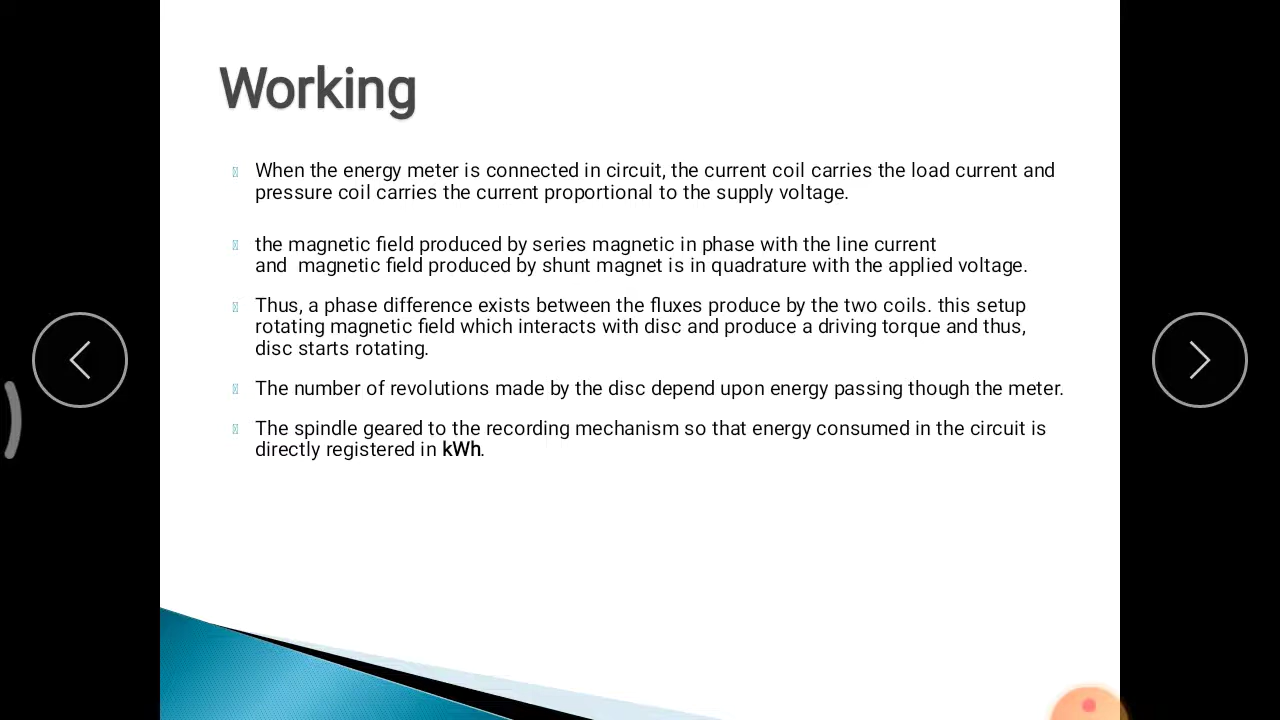 Working
When the energy meter is connected in circuit, the current coil carries the load current and
pressure coil carries the current proportional to the supply voltage.
the magnetic field produced by series magnetic in phase with the line current
and  magnetic field produced by shunt magnet is in quadrature with the applied voltage.
Thus, a phase difference exists between the fluxes produce by the two coils. this setup
rotating magnetic field which interacts with disc and produce a driving torque and thus,
disc starts rotating.
The number of revolutions made by the disc depend upon energy passing though the meter.
The spindle geared to the recording mechanism so that energy consumed in the circuit is
directly registered in kWh.